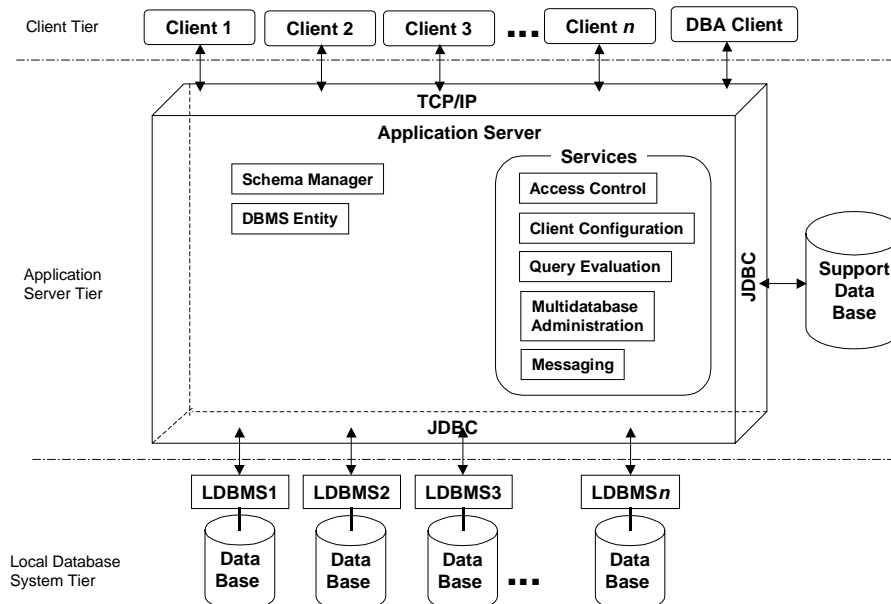 Client Tier
Client 1
Client 2
Client 3
...
Client n
DBA Client
TCP/IP
Application Server
Schema Manager
DBMS Entity
Services
Access Control
Client Configuration
Query Evaluation
Multidatabase
Administration
Messaging
JDBC
Support
Data
Base
Application
Server Tier
JDBC
LDBMS1
LDBMS2
LDBMS3
LDBMSn
Data
Base
Data
Base
Data
Base
...
Data
Base
Local Database
System Tier